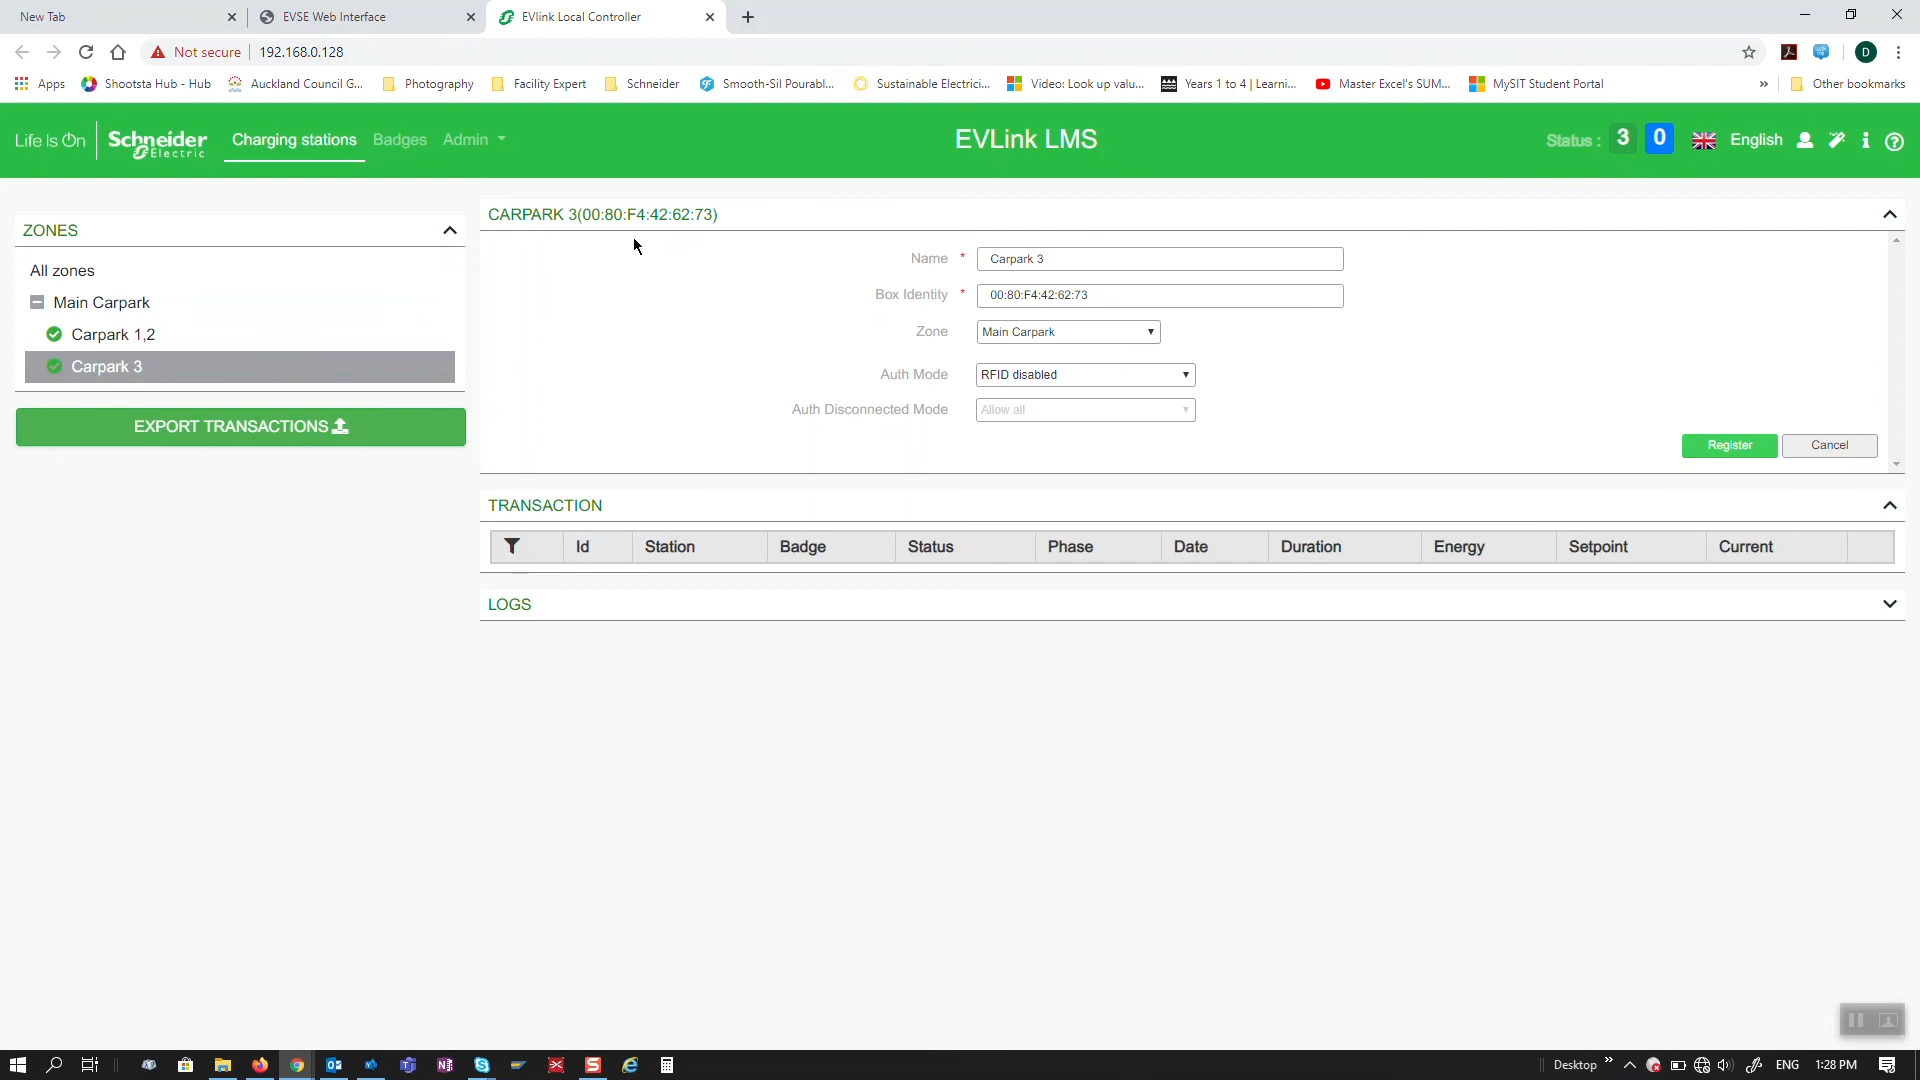 New Tab
EVSE Web Interface
EVlink Local Controller
Not secure
192.168.0.128
D
Apps
Shootsta Hub - Hub
Auckland Council G...
Photography
Facility Expert
Schneider
Smooth-Sil Pourabl...
Sustainable Electrici...
Video: Look up valu...
Years 1 to 4 | Learni...
Master Excel's SUM...
MySIT Student Portal
»
Other bookmarks
Life Is On
Schneider Electric
Charging stations
Badges
Admin
EVLink LMS
Status :
3
0
English
ZONES
All zones
Main Carpark
Carpark 1,2
Carpark 3
EXPORT TRANSACTIONS
CARPARK 3(00:80:F4:42:62:73)
Name *
Carpark 3
Box Identity *
00:80:F4:42:62:73
Zone
Main Carpark
Auth Mode
RFID disabled
Auth Disconnected Mode
Allow all
Register
Cancel
TRANSACTION
Id
Station
Badge
Status
Phase
Date
Duration
Energy
Setpoint
Current
LOGS
Desktop
»
ENG
1:28 PM